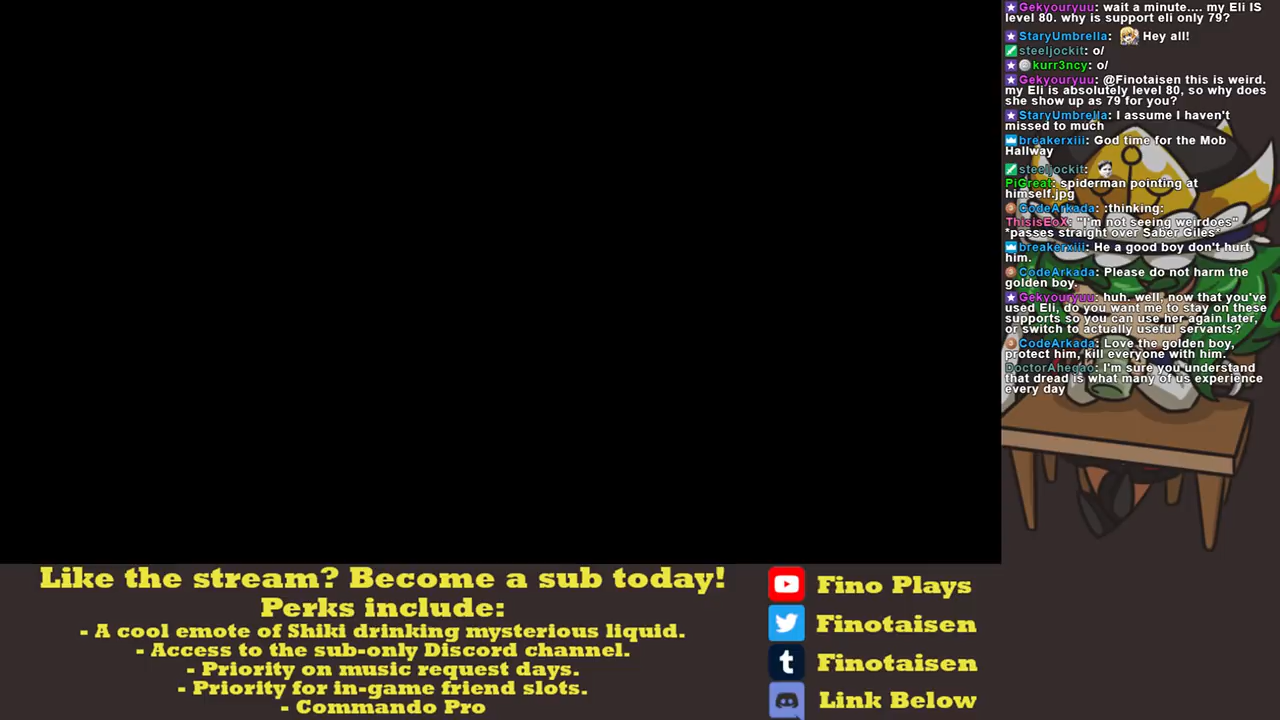 Gekyouryuu: wait a minute.... my Eli IS
level 80. why is support eli only 79?
StaryUmbrella: Hey all!
steeljockit: o/
kurr3ncy: o/
Gekyouryuu: @Finotaisen this is weird.
my Eli is absolutely level 80, so why does
she show up as 79 for you?
StaryUmbrella: I assume I haven't
missed to much
breakerxiii: God time for the Mob
Hallway
steeljockit:
PiGreat: spiderman pointing at
himself.jpg
CodeArkada: :thinking:
ThisisEoX: "I'm not seeing weirdoes"
*passes straight over Saber Giles*
breakerxiii: He a good boy don't hurt
him.
CodeArkada: Please do not harm the
golden boy.
Gekyouryuu: huh. well, now that you've
used Eli, do you want me to stay on these
supports so you can use her again later,
or switch to actually useful servants?
CodeArkada: Love the golden boy,
protect him, kill everyone with him.
DoctorAhegao: I'm sure you understand
that dread is what many of us experience
every day
Like the stream? Become a sub today!
Perks include:
- A cool emote of Shiki drinking mysterious liquid.
- Access to the sub-only Discord channel.
- Priority on music request days.
- Priority for in-game friend slots.
- Commando Pro
Fino Plays
Finotaisen
Finotaisen
Link Below